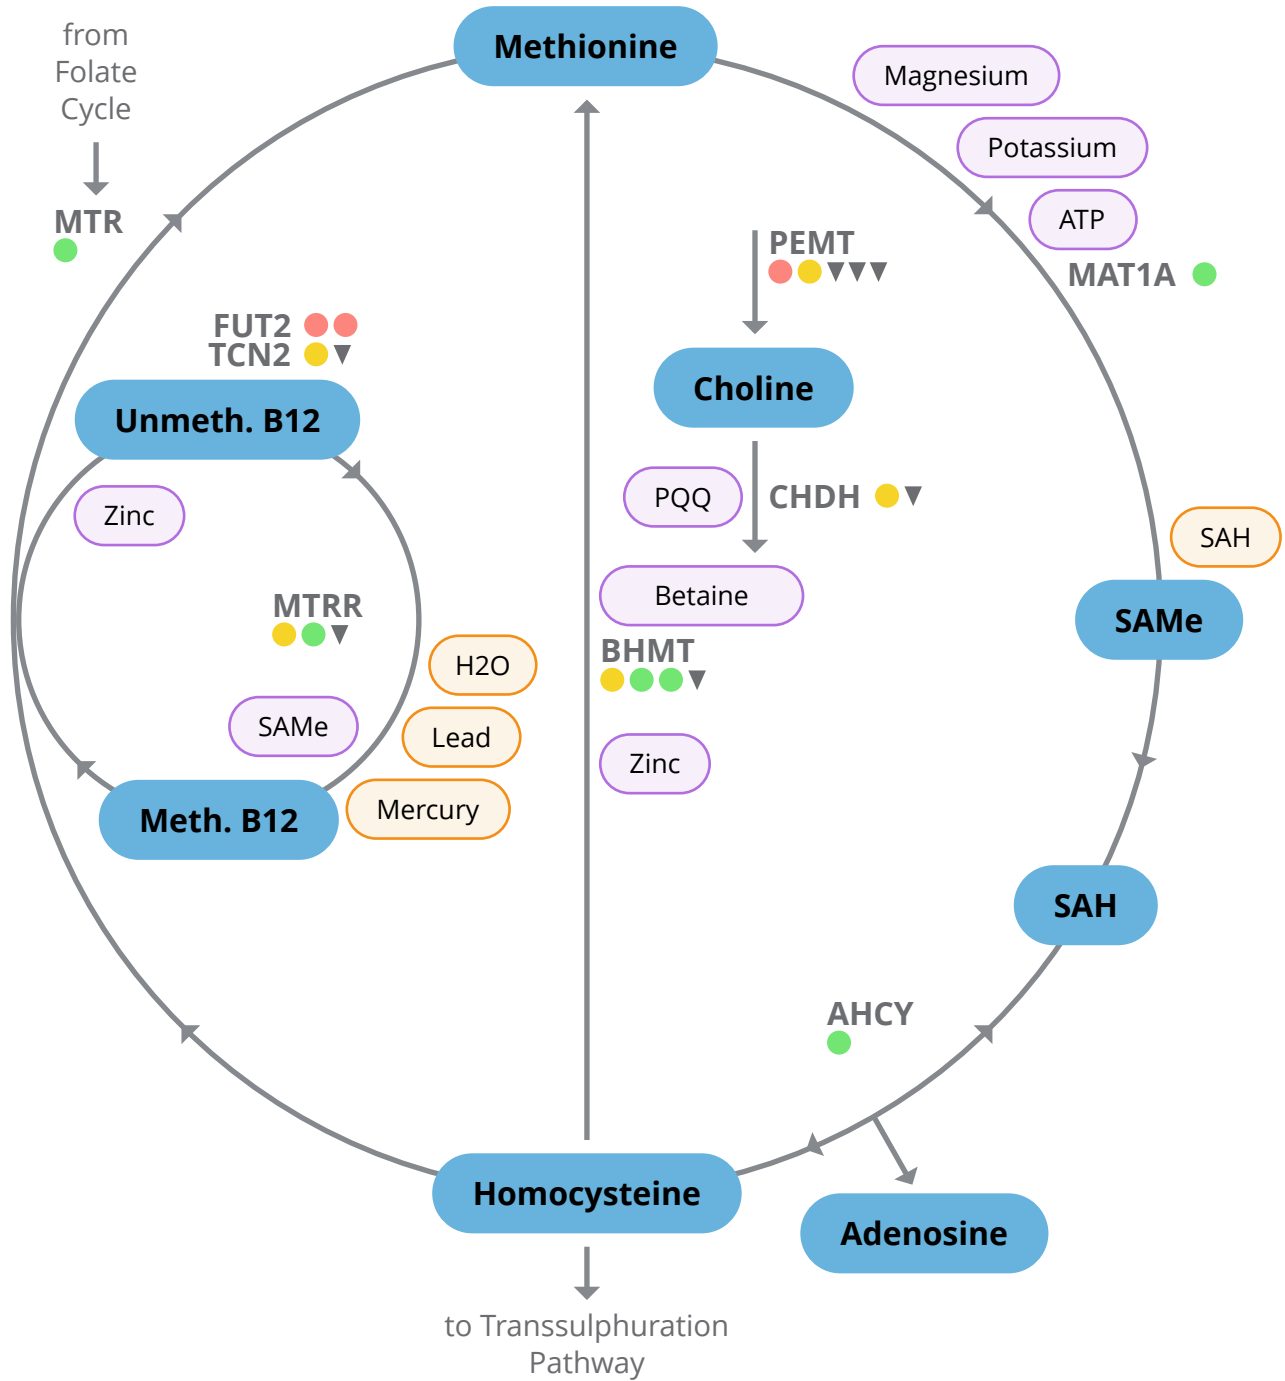 from
Folate
Cycle
Methionine
Magnesium
Potassium
ATP
MTR
PEMT
MAT1A
FUT2
TCN2
Choline
Unmeth. B12
Zinc
PQQ
CHDH
SAH
Betaine
MTRR
SAMe
BHMT
H2O
SAMe
Lead
Zinc
Mercury
Meth. B12
SAH
AHCY
Homocysteine
Adenosine
to Transsulphuration
Pathway